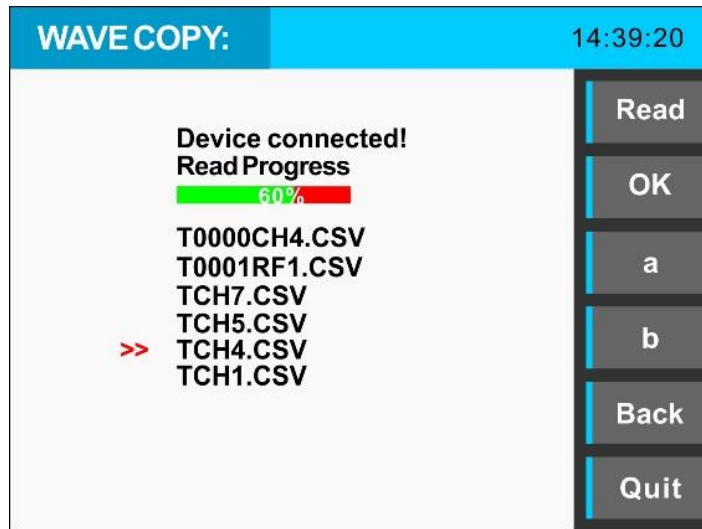 WAVE COPY:
14:39:20
Device connected!
Read Progress
60%
T0000CH4.CSV
T0001RF1.CSV
TCH7.CSV
TCH5.CSV
>> TCH4.CSV
TCH1.CSV
Read
OK
a
b
Back
Quit